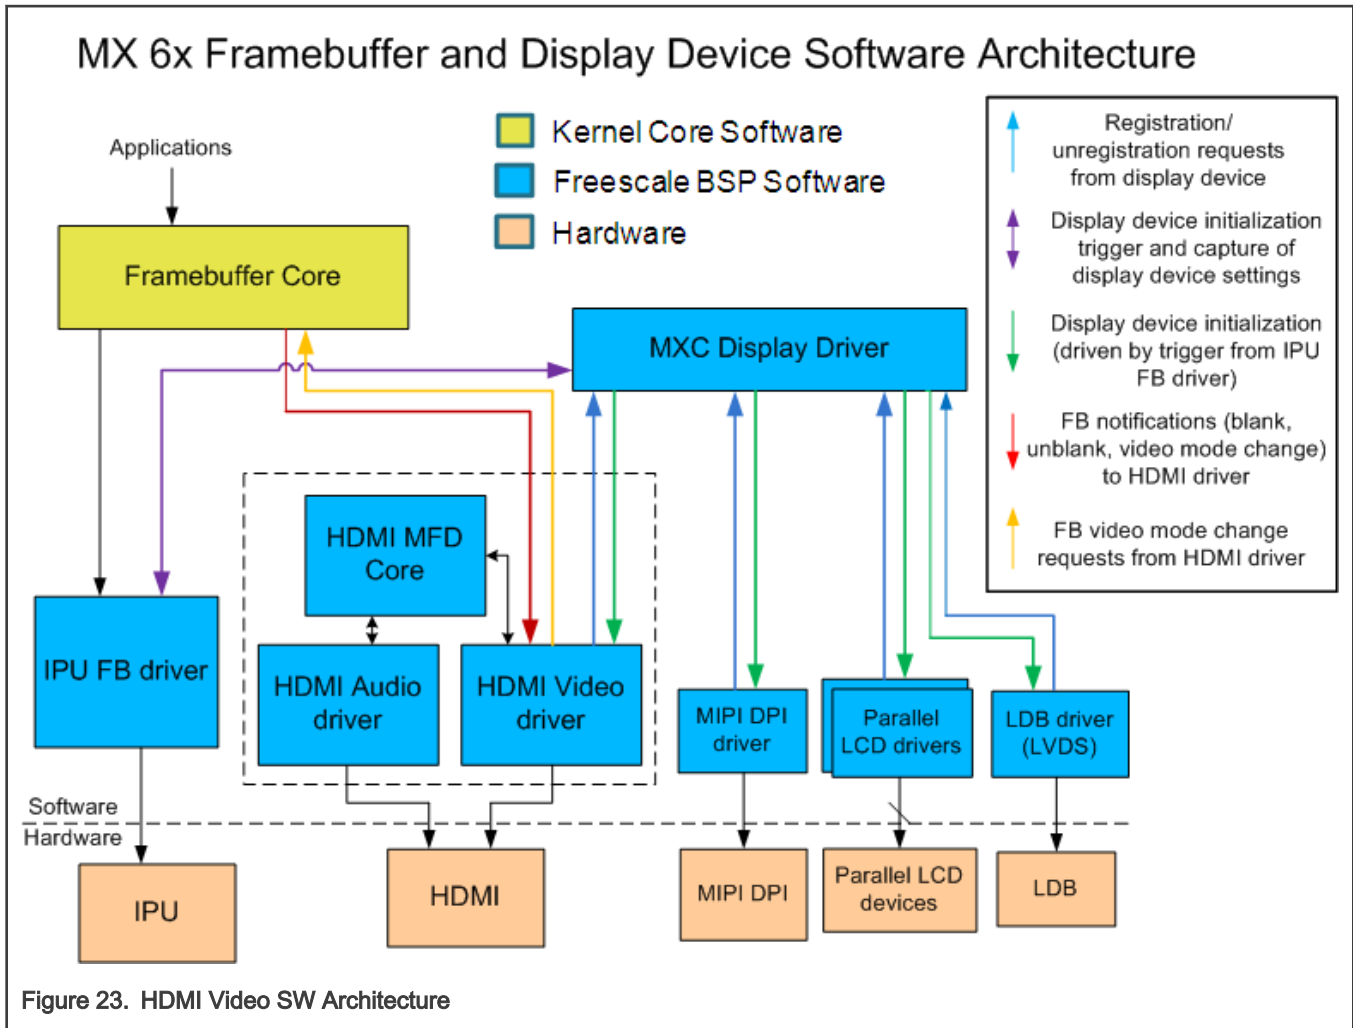 MX 6x Framebuffer and Display Device Software Architecture
Applications
Kernel Core Software
Freescale BSP Software
Hardware
Registration/
unregistration requests
from display device
Display device initialization
trigger and capture of
display device settings
Display device initialization
(driven by trigger from IPU
FB driver)
FB notifications (blank,
unblank, video mode change)
to HDMI driver
FB video mode change
requests from HDMI driver
Framebuffer Core
MXC Display Driver
HDMI MFD
Core
IPU FB driver
HDMI Audio
driver
HDMI Video
driver
MIPI DPI
driver
Parallel
LCD drivers
LDB driver
(LVDS)
Software
Hardware
IPU
HDMI
MIPI DPI
Parallel LCD
devices
LDB
Figure 23. HDMI Video SW Architecture